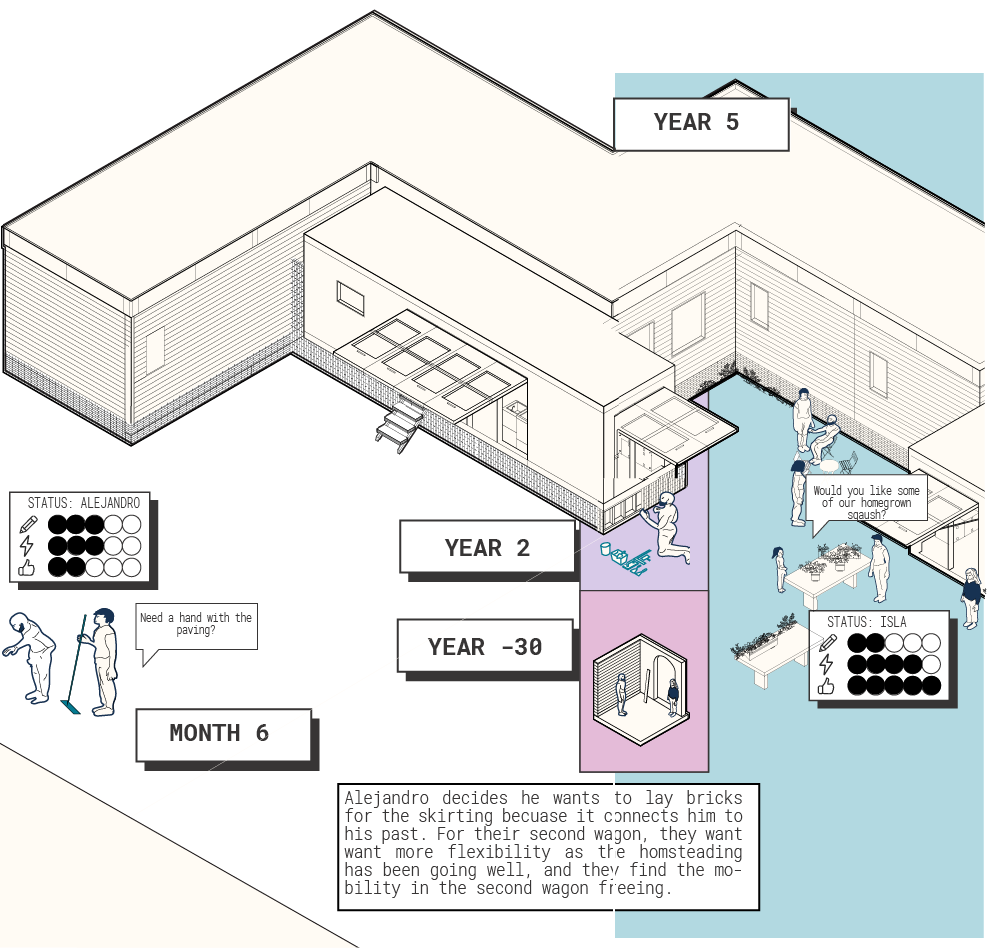 YEAR 5
STATUS: ALEJANDRO
Would you like some
of our homegrown
sqaush?
YEAR 2
Need a hand with the
paving?
YEAR -30
STATUS: ISLA
MONTH 6
Alejandro decides he wants to lay bricks
for the skirting becuase it connects him to
his past. For their second wagon, they want
want more flexibility as the homsteading
has been going well, and they find the mo-
bility in the second wagon freeing.